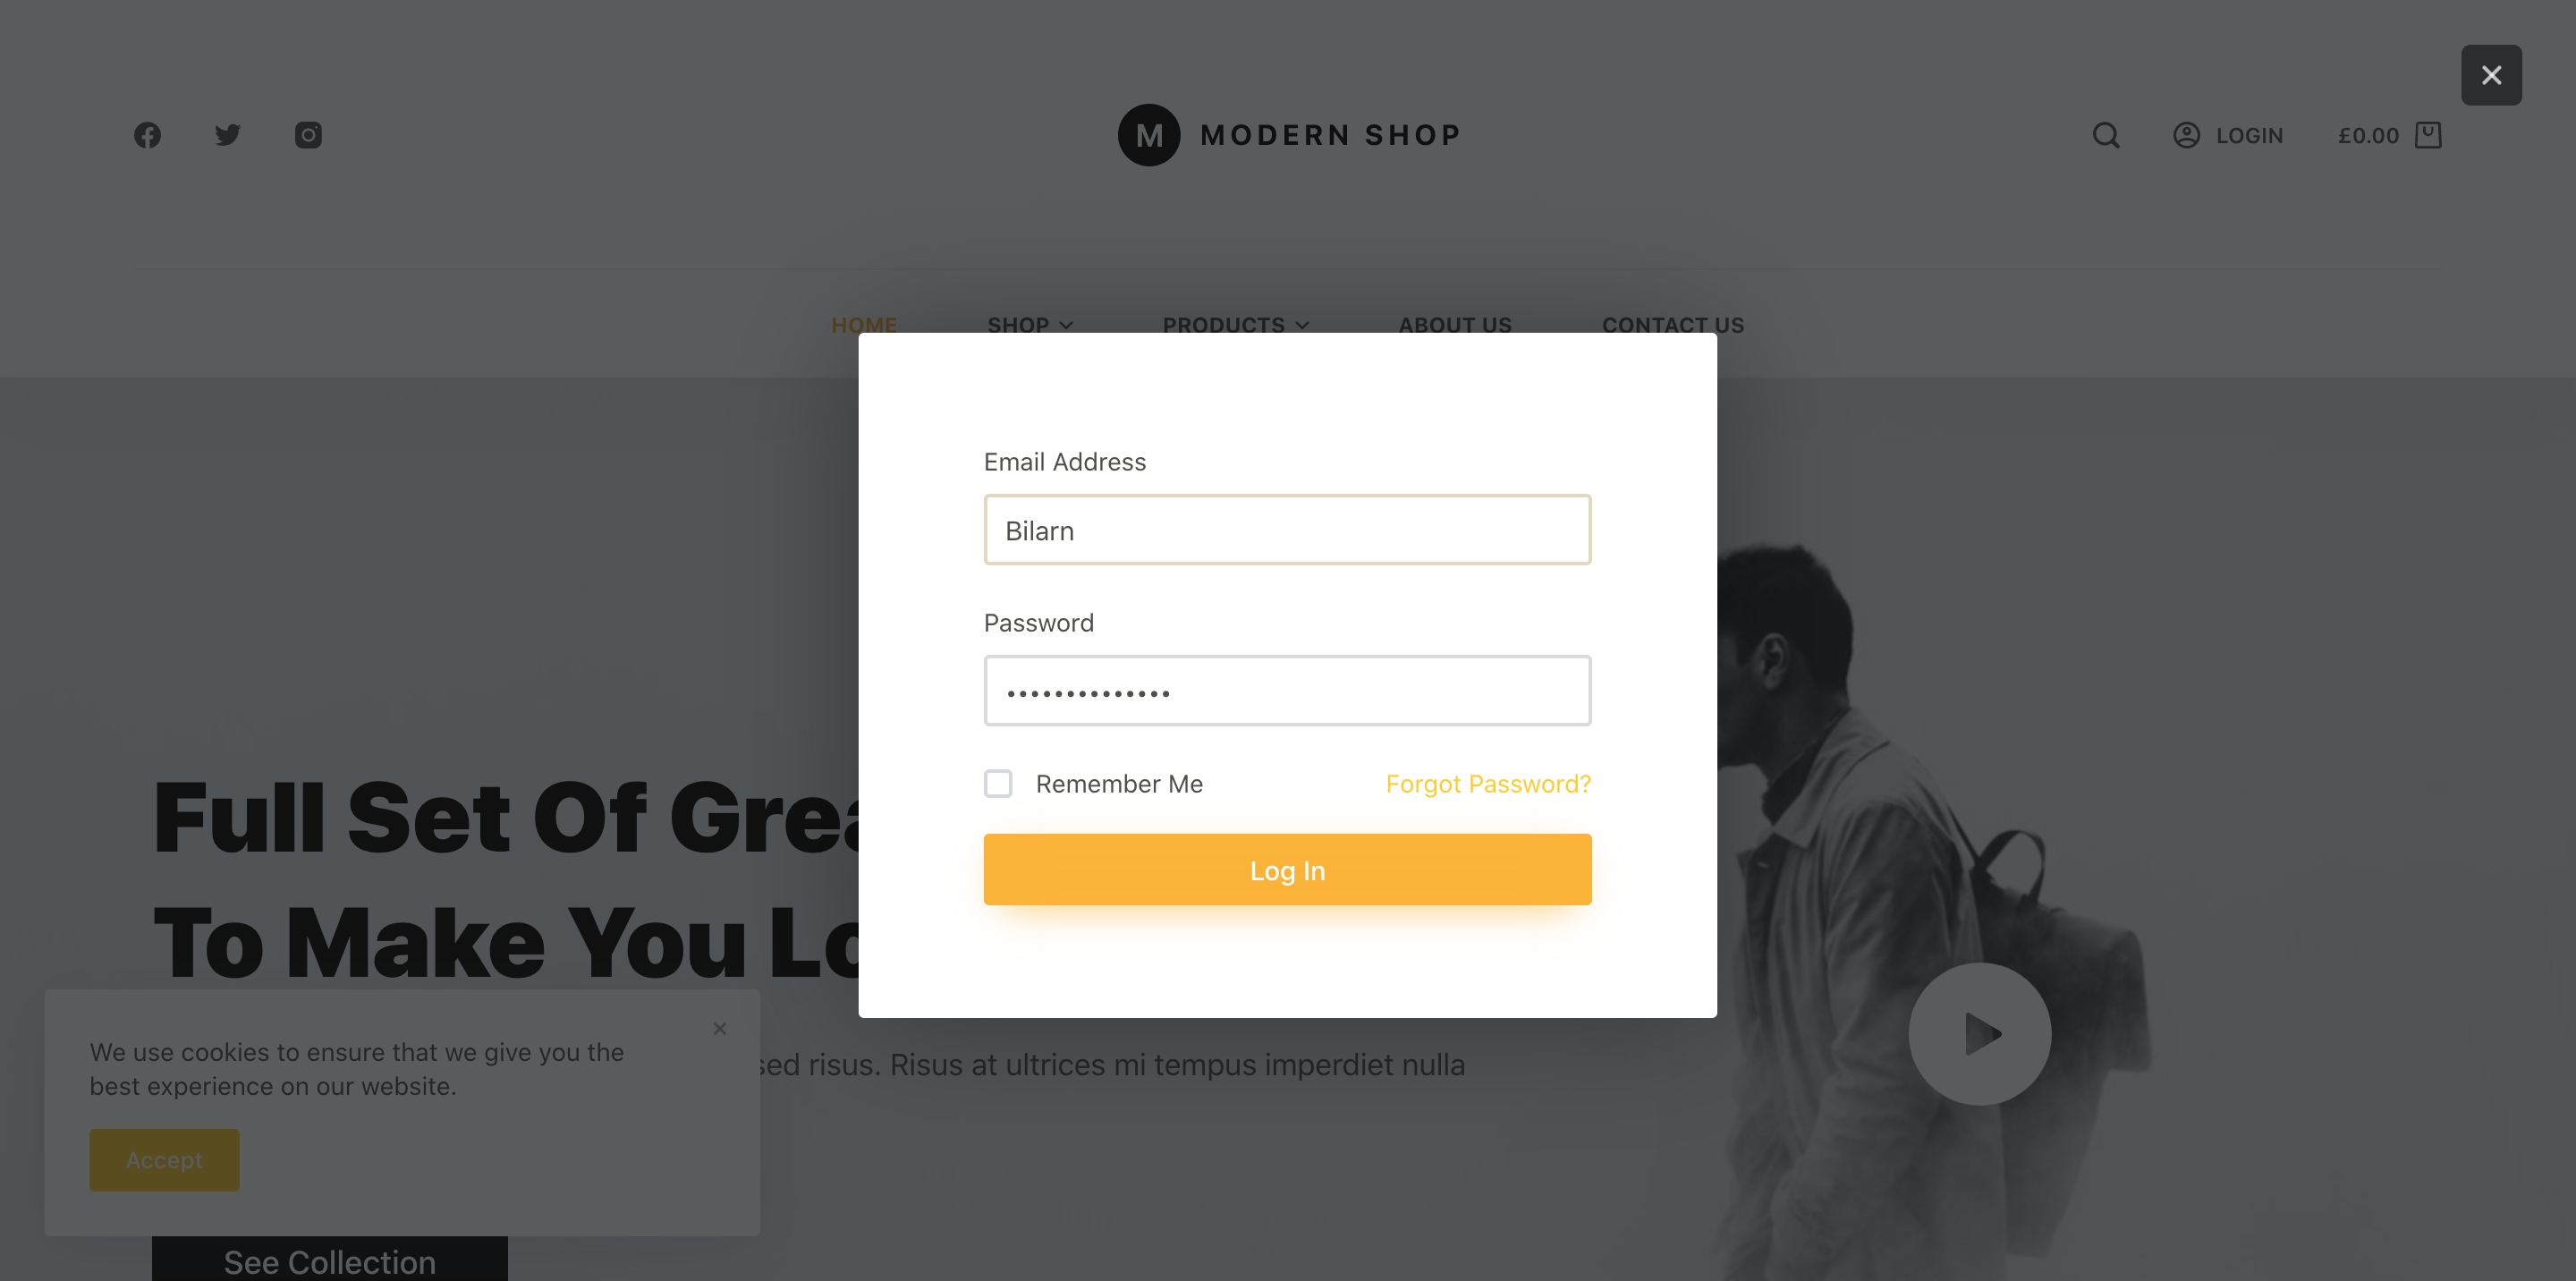 M MODERN SHOP
LOGIN
£0.00
HOME
SHOP
PRODUCTS
ABOUT US
CONTACT US
Email Address
Bilarn
Password
••••••••••••••
Remember Me
Forgot Password?
Log In
Full Set Of Grea
To Make You Lo
sed risus. Risus at ultrices mi tempus imperdiet nulla
We use cookies to ensure that we give you the
best experience on our website.
Accept
See Collection